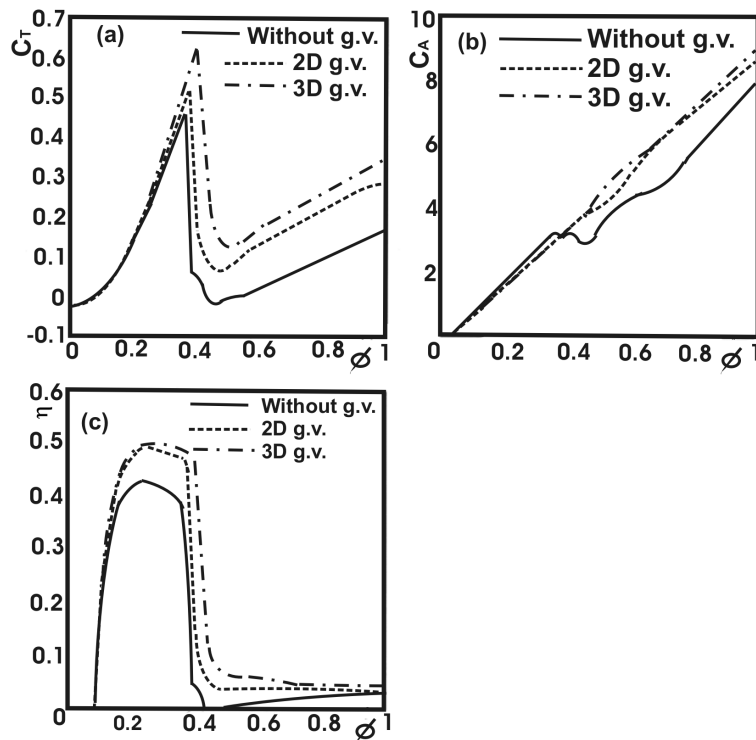 0.7
C_T
(a)
Without g.v.
2D g.v.
3D g.v.
0.6
0.5
0.4
0.3
0.2
0.1
0
-0.1
0 0.2 0.4 0.6 0.8 ϕ 1
10
C_A
(b)
Without g.v.
2D g.v.
3D g.v.
8
6
4
2
0 0.2 0.4 0.6 0.8 ϕ 1
0.6
η
(c)
Without g.v.
2D g.v.
3D g.v.
0.5
0.4
0.3
0.2
0.1
0
0.2 0.4 0.6 0.8 ϕ 1